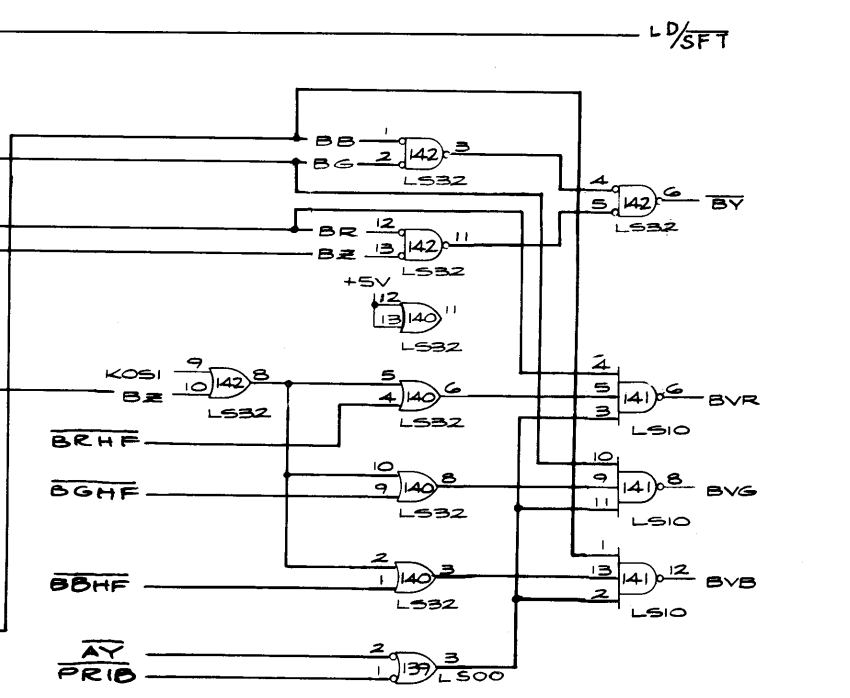 LD/SFT
BB 1 142 3
BG 2
LS32
4 142 6 BY
5
LS32
BR 12 142 11
BZ 13
LS32
+5V
12 140 11
13
LS32
KOSI 9 142 8
BZ 10
LS32
5 140 6
4
LS32
4 141 6 BVR
5
3
LS10
BRHF
10 140 8
BGHF 9
LS32
10 141 8 BVG
9
11
LS10
2 140 3
BBHF 1
LS32
1 141 12 BVB
13
2
LS10
AY 2 139 3
PRIB 1
LS00